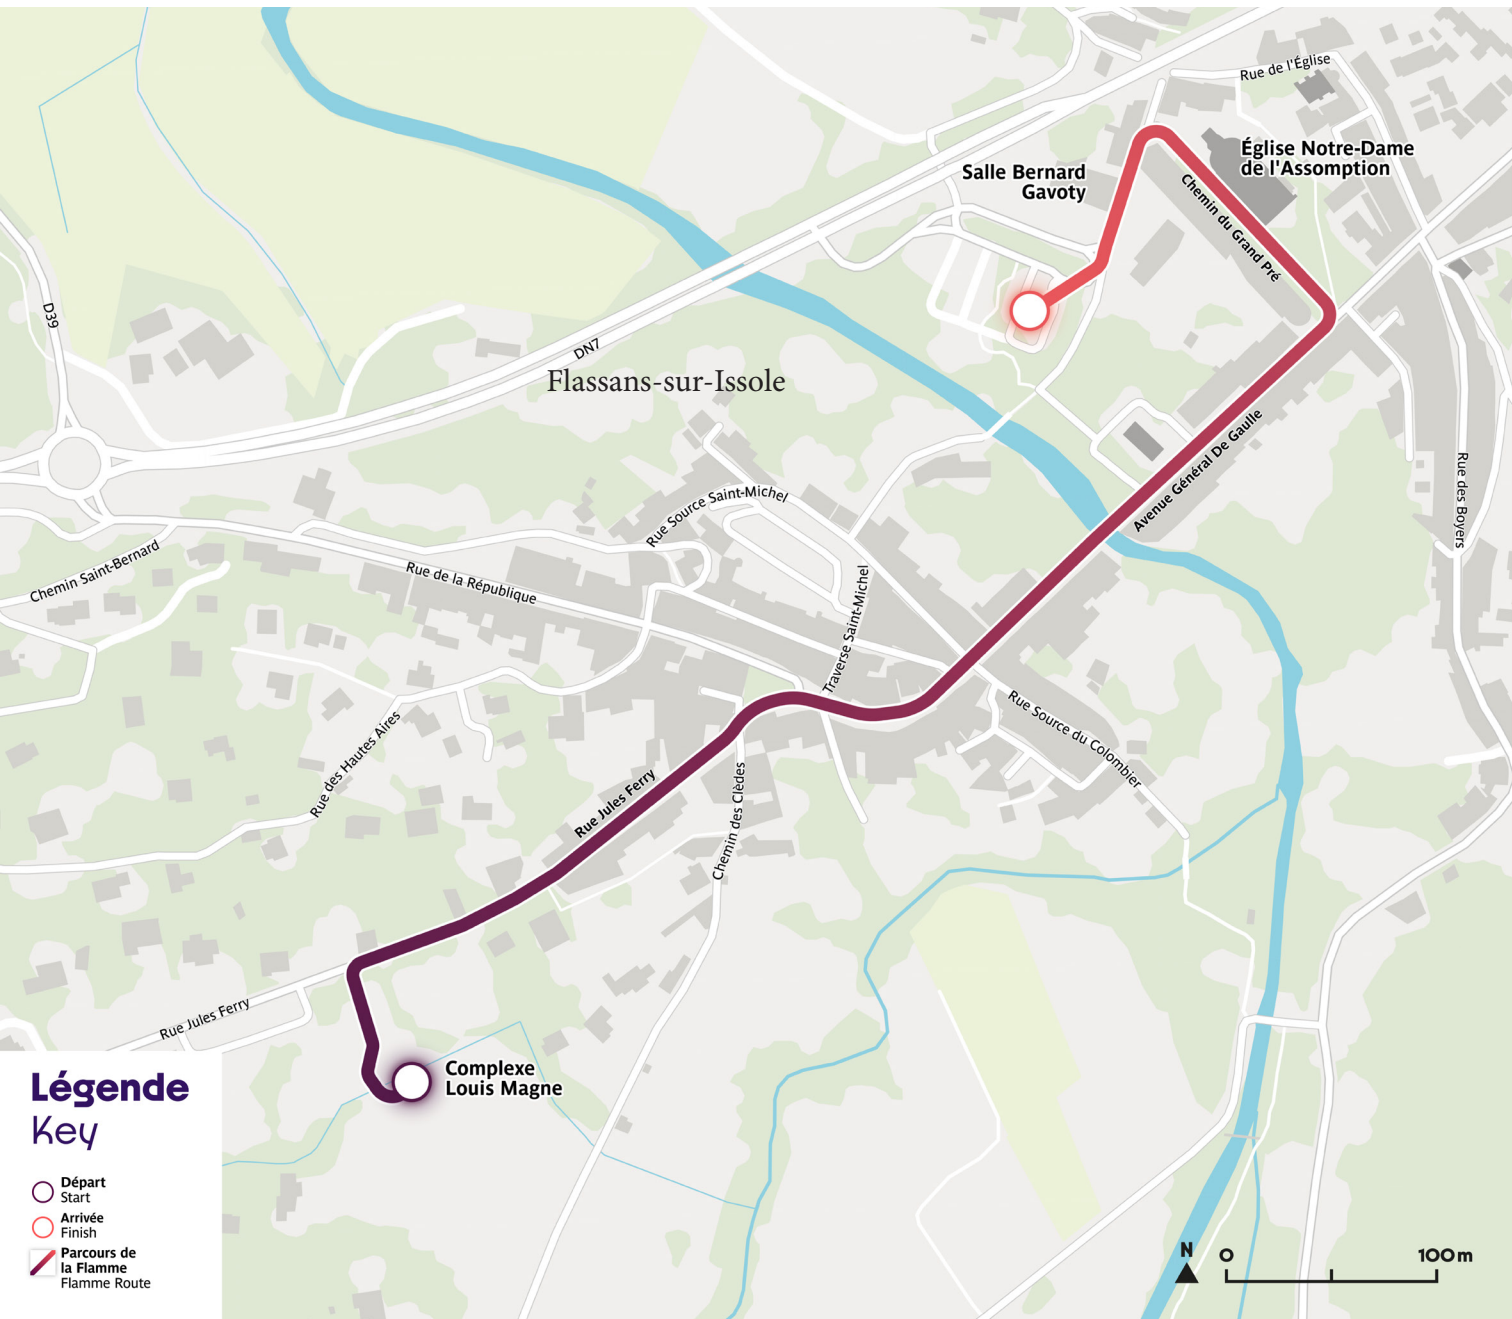 Rue de l'Église
Église Notre-Dame
de l'Assomption
Salle Bernard
Gavoty
Chemin du Grand Pré
D39
DN7
Flassans-sur-Issole
Avenue Général De Gaulle
Rue des Boyers
Rue Source Saint-Michel
Chemin Saint-Bernard
Rue de la République
Traverse Saint-Michel
Rue Source du Colombier
Rue des Hautes Aires
Rue Jules Ferry
Chemin des Clèdes
Rue Jules Ferry
Complexe
Louis Magne
Légende
Key
Départ
Start
Arrivée
Finish
Parcours de
la Flamme
Flamme Route
N 0 100m